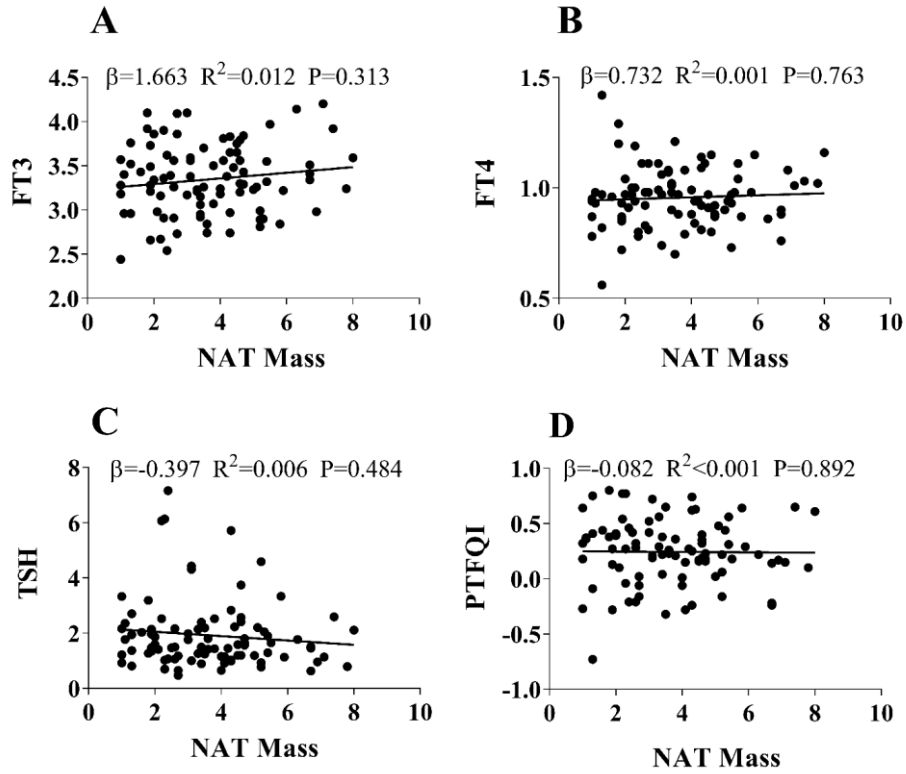 A
β=1.663 R²=0.012 P=0.313
FT3
4.5
4.0
3.5
3.0
2.5
2.0
0 2 4 6 8 10
NAT Mass
B
β=0.732 R²=0.001 P=0.763
FT4
1.5
1.0
0.5
0 2 4 6 8 10
NAT Mass
C
β=-0.397 R²=0.006 P=0.484
TSH
8
6
4
2
0
0 2 4 6 8 10
NAT Mass
D
β=-0.082 R²<0.001 P=0.892
PTFQI
1.0
0.5
0.0
-0.5
-1.0
0 2 4 6 8 10
NAT Mass